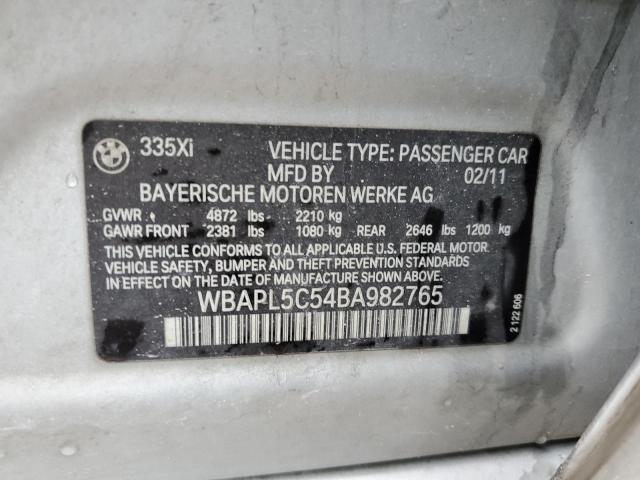 BMW
335Xi VEHICLE TYPE: PASSENGER CAR
MFD BY 02/11
BAYERISCHE MOTOREN WERKE AG
GVWR 4872 lbs 2210 kg
GAWR FRONT 2381 lbs 1080 kg REAR 2646 lbs 1200 kg
THIS VEHICLE CONFORMS TO ALL APPLICABLE U.S. FEDERAL MOTOR
VEHICLE SAFETY, BUMPER AND THEFT PREVENTION STANDARDS
IN EFFECT ON THE DATE OF MANUFACTURE SHOWN ABOVE.
WBAPL5C54BA982765
2 122 606